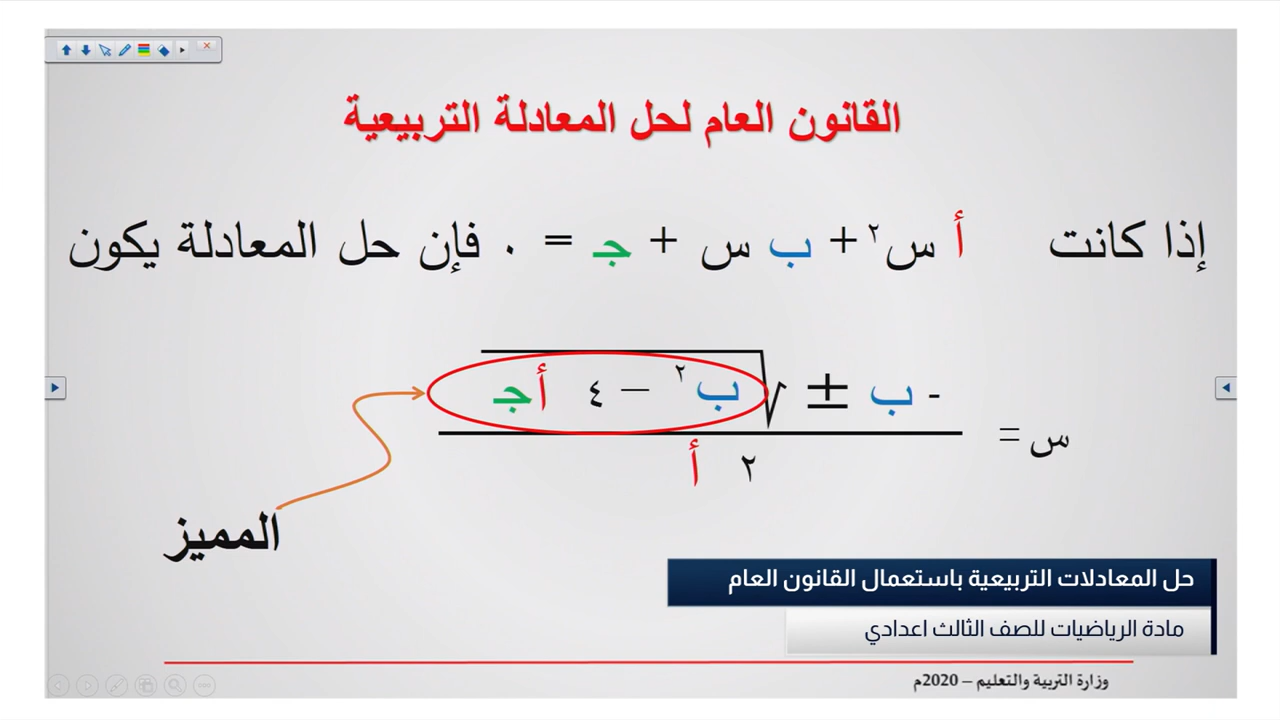 القانون العام لحل المعادلة التربيعية
إذا كانت أ س٢ + ب س + جـ = ٠ فإن حل المعادلة يكون
س = - ب ± √ ب٢ – ٤ أ جـ
٢ أ
المميز
حل المعادلات التربيعية باستعمال القانون العام
مادة الرياضيات للصف الثالث اعدادي
وزارة التربية والتعليم – 2020م